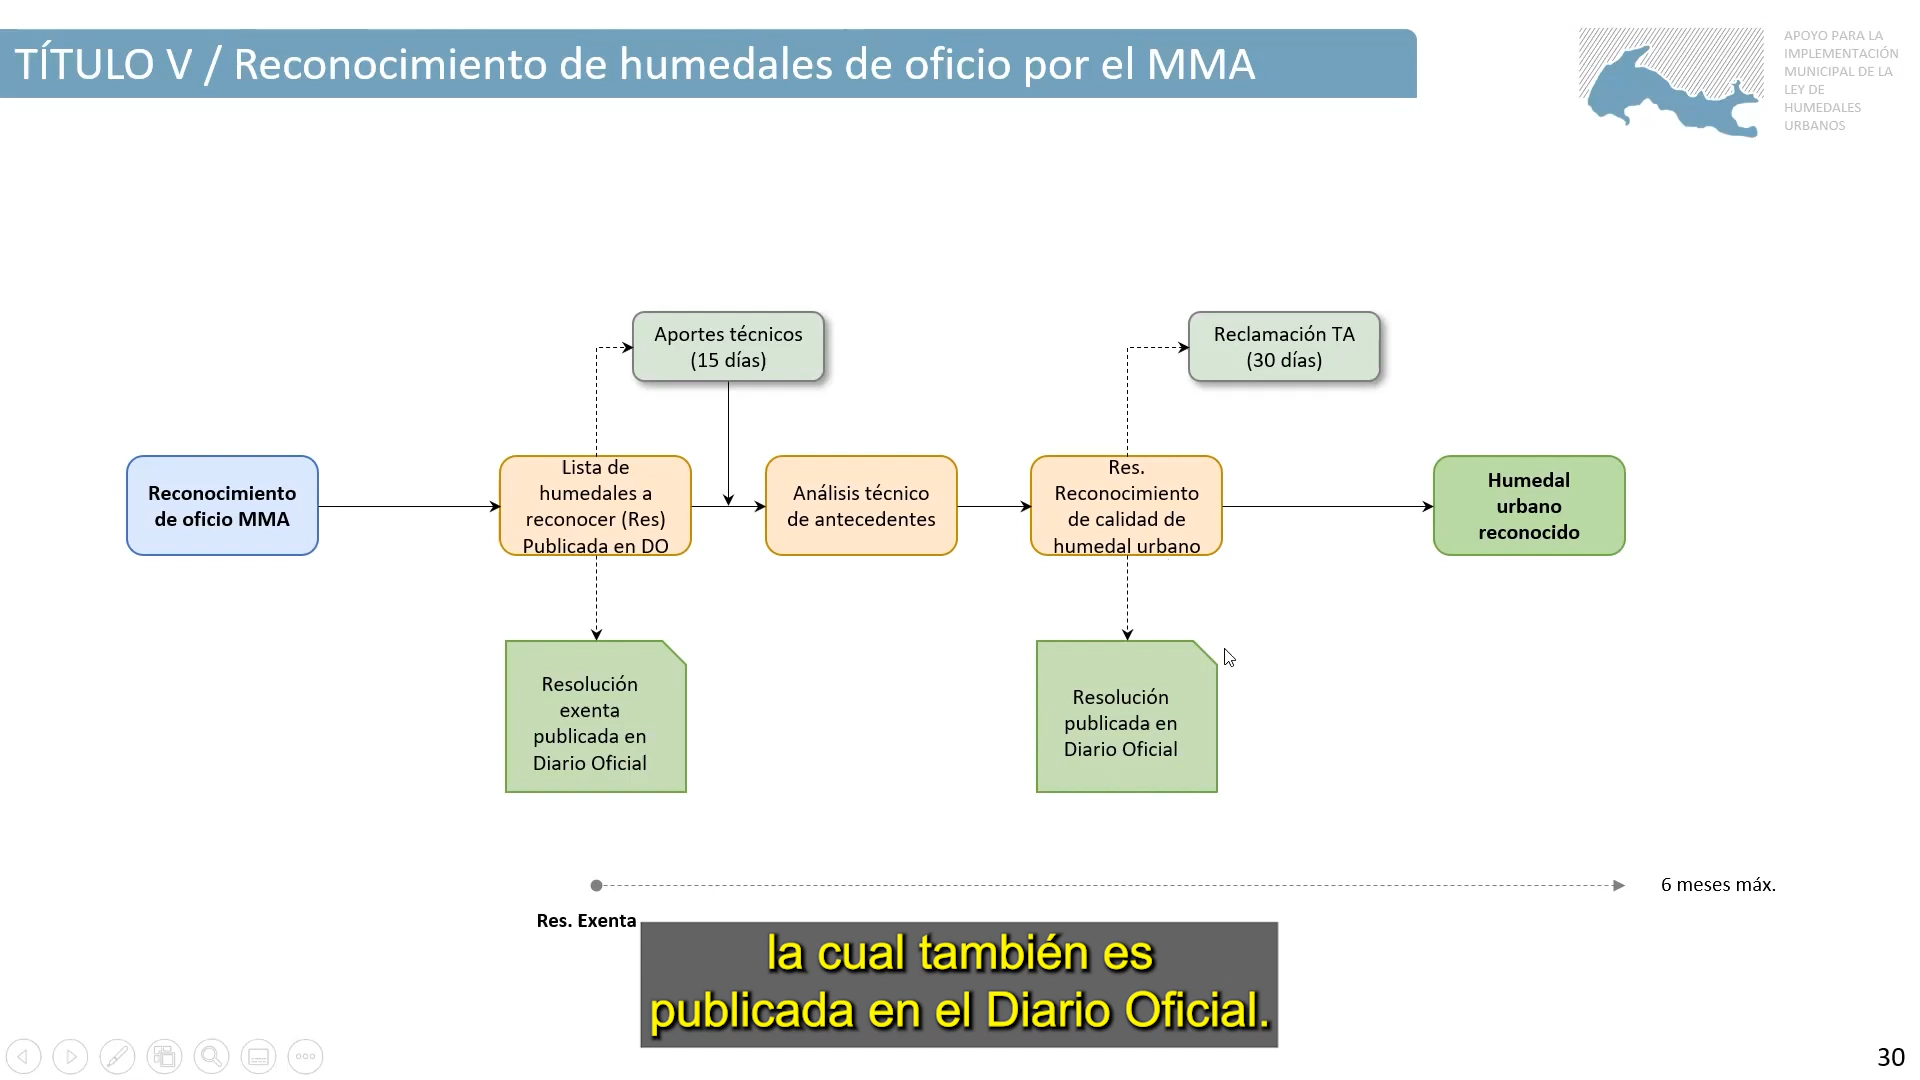 TÍTULO V / Reconocimiento de humedales de oficio por el MMA
APOYO PARA LA
IMPLEMENTACIÓN
MUNICIPAL DE LA
LEY DE
HUMEDALES
URBANOS
Aportes técnicos
(15 días)
Reclamación TA
(30 días)
Reconocimiento
de oficio MMA
Lista de
humedales a
reconocer (Res)
Publicada en DO
Análisis técnico
de antecedentes
Res.
Reconocimiento
de calidad de
humedal urbano
Humedal
urbano
reconocido
Resolución
exenta
publicada en
Diario Oficial
Resolución
publicada en
Diario Oficial
6 meses máx.
Res. Exenta
la cual también es
publicada en el Diario Oficial.
30